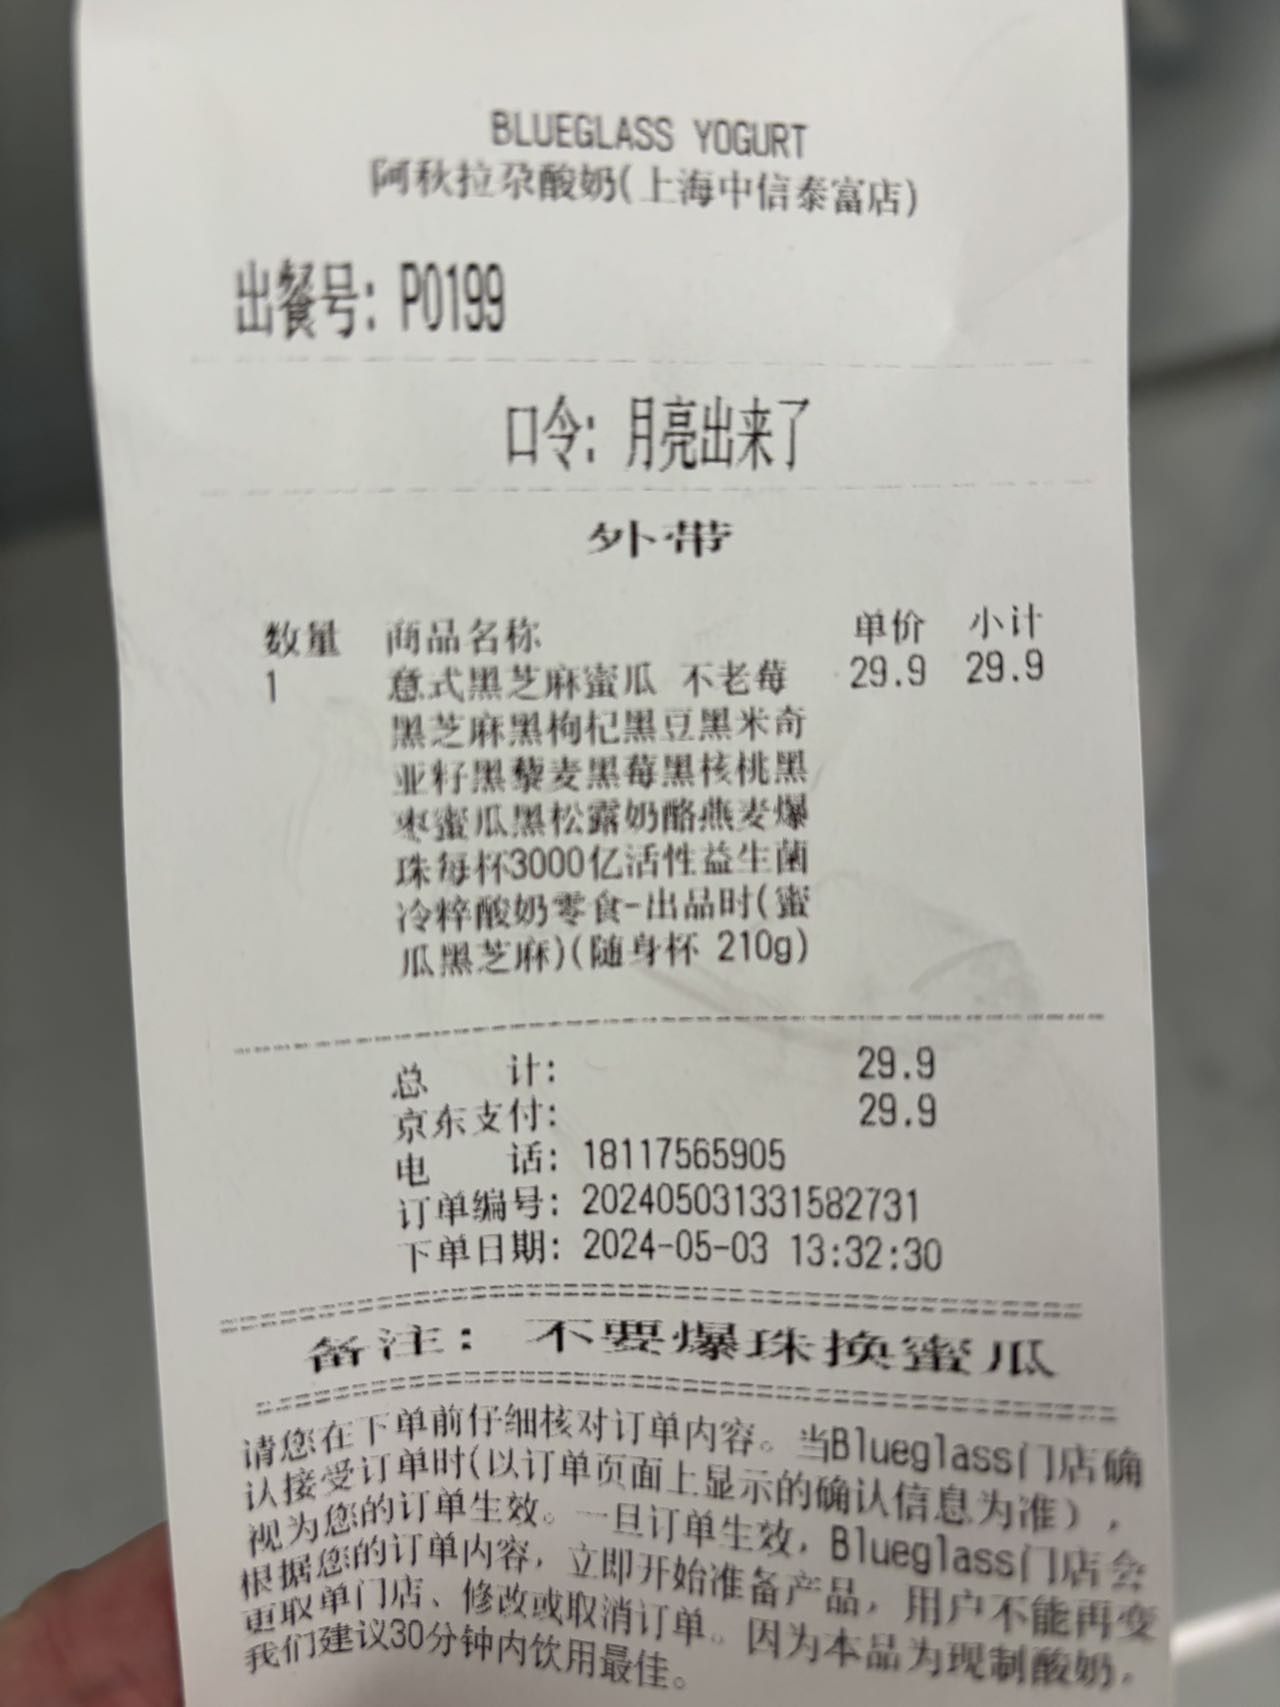 BLUEGLASS YOGURT
阿秋拉尕酸奶(上海中信泰富店)
出餐号: P0199
口令: 月亮出来了
外带
数量 商品名称 单价 小计
1 意式黑芝麻蜜瓜 不老莓 29.9 29.9
黑芝麻黑枸杞黑豆黑米奇
亚籽黑藜麦黑莓黑核桃黑
枣蜜瓜黑松露奶酪燕麦爆
珠每杯3000亿活性益生菌
冷粹酸奶零食-出品时(蜜
瓜黑芝麻)(随身杯 210g)
总 计: 29.9
京东支付: 29.9
电 话: 18117565905
订单编号: 202405031331582731
下单日期: 2024-05-03 13:32:30
备注: 不要爆珠换蜜瓜
请您在下单前仔细核对订单内容。当Blueglass门店确
认接受订单时(以订单页面上显示的确认信息为准),
视为您的订单生效。一旦订单生效,Blueglass门店会
根据您的订单内容,立即开始准备产品,用户不能再变
更取单门店、修改或取消订单。因为本品为现制酸奶,
我们建议30分钟内饮用最佳。